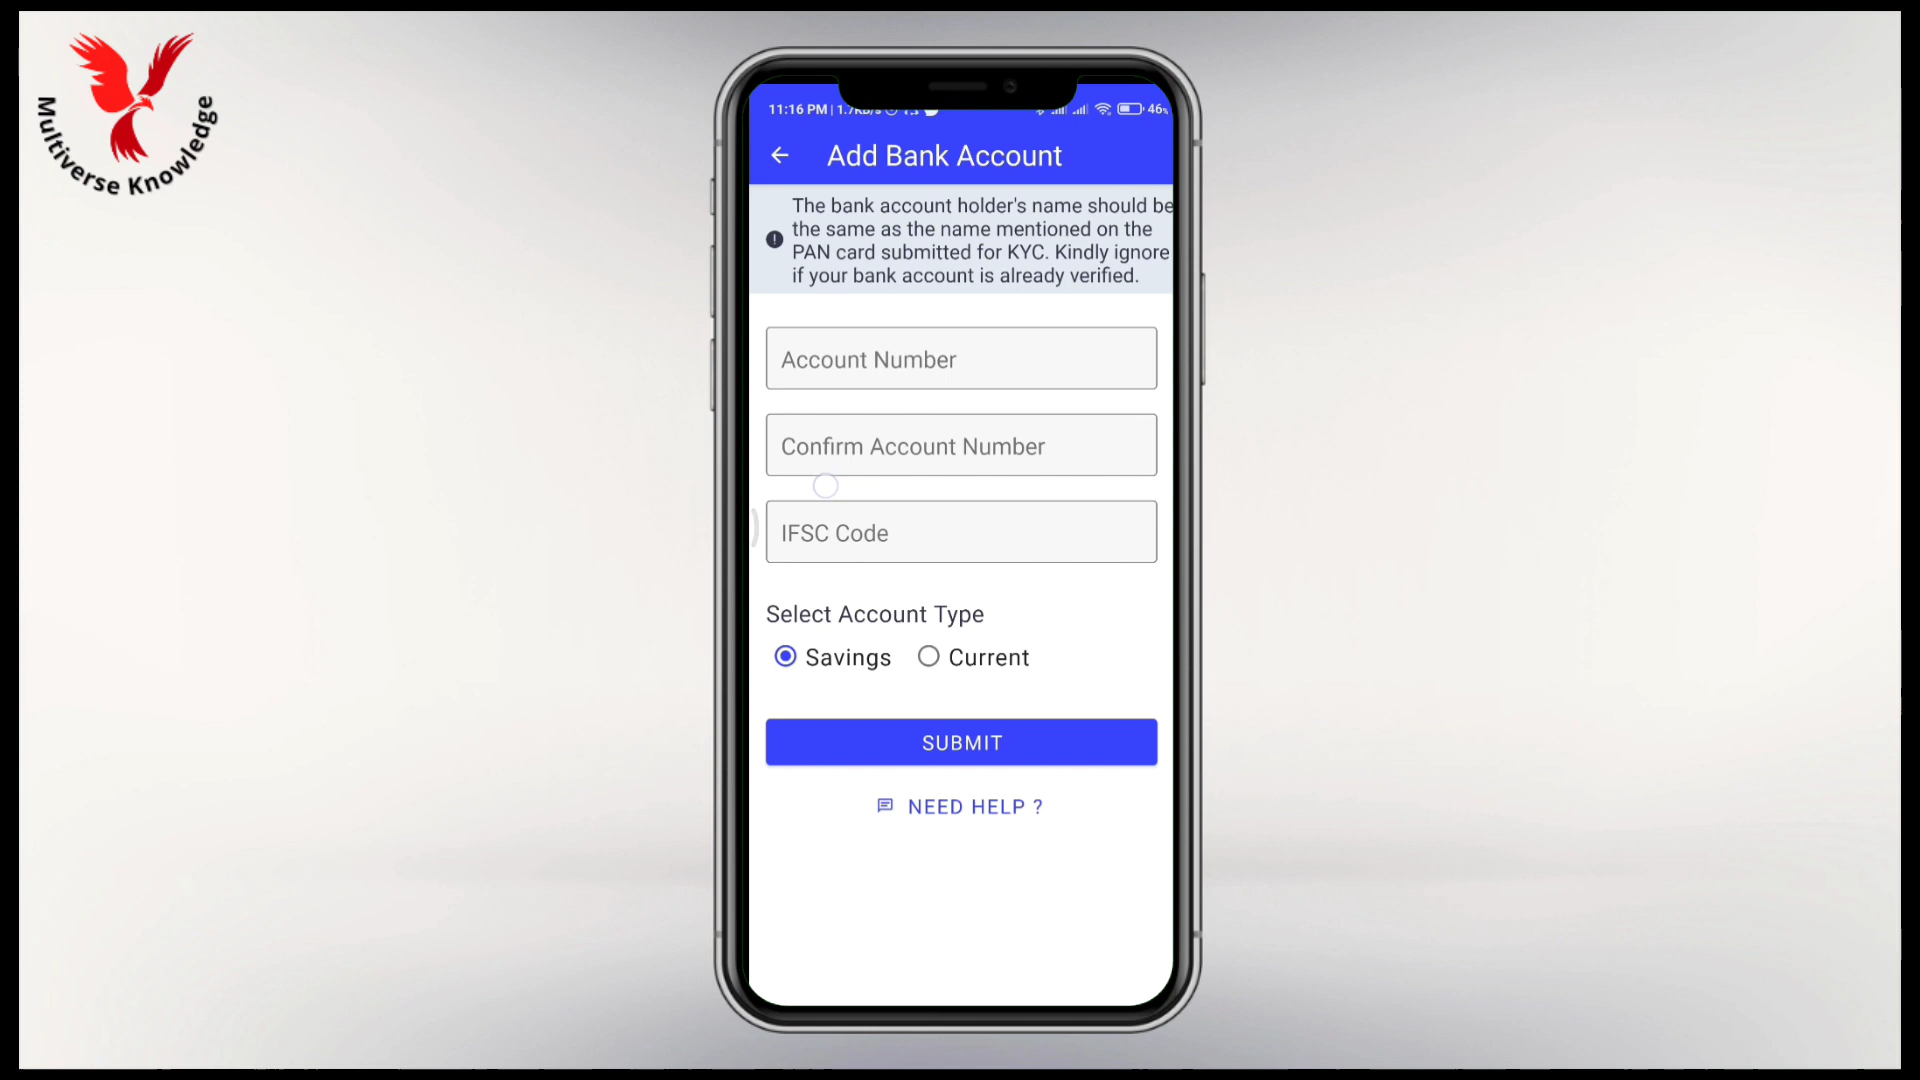 Multiverse Knowledge
11:16 PM | 1.7KB/s
46%
Add Bank Account
The bank account holder's name should be
the same as the name mentioned on the
PAN card submitted for KYC. Kindly ignore
if your bank account is already verified.
Account Number
Confirm Account Number
IFSC Code
Select Account Type
Savings
Current
SUBMIT
NEED HELP ?